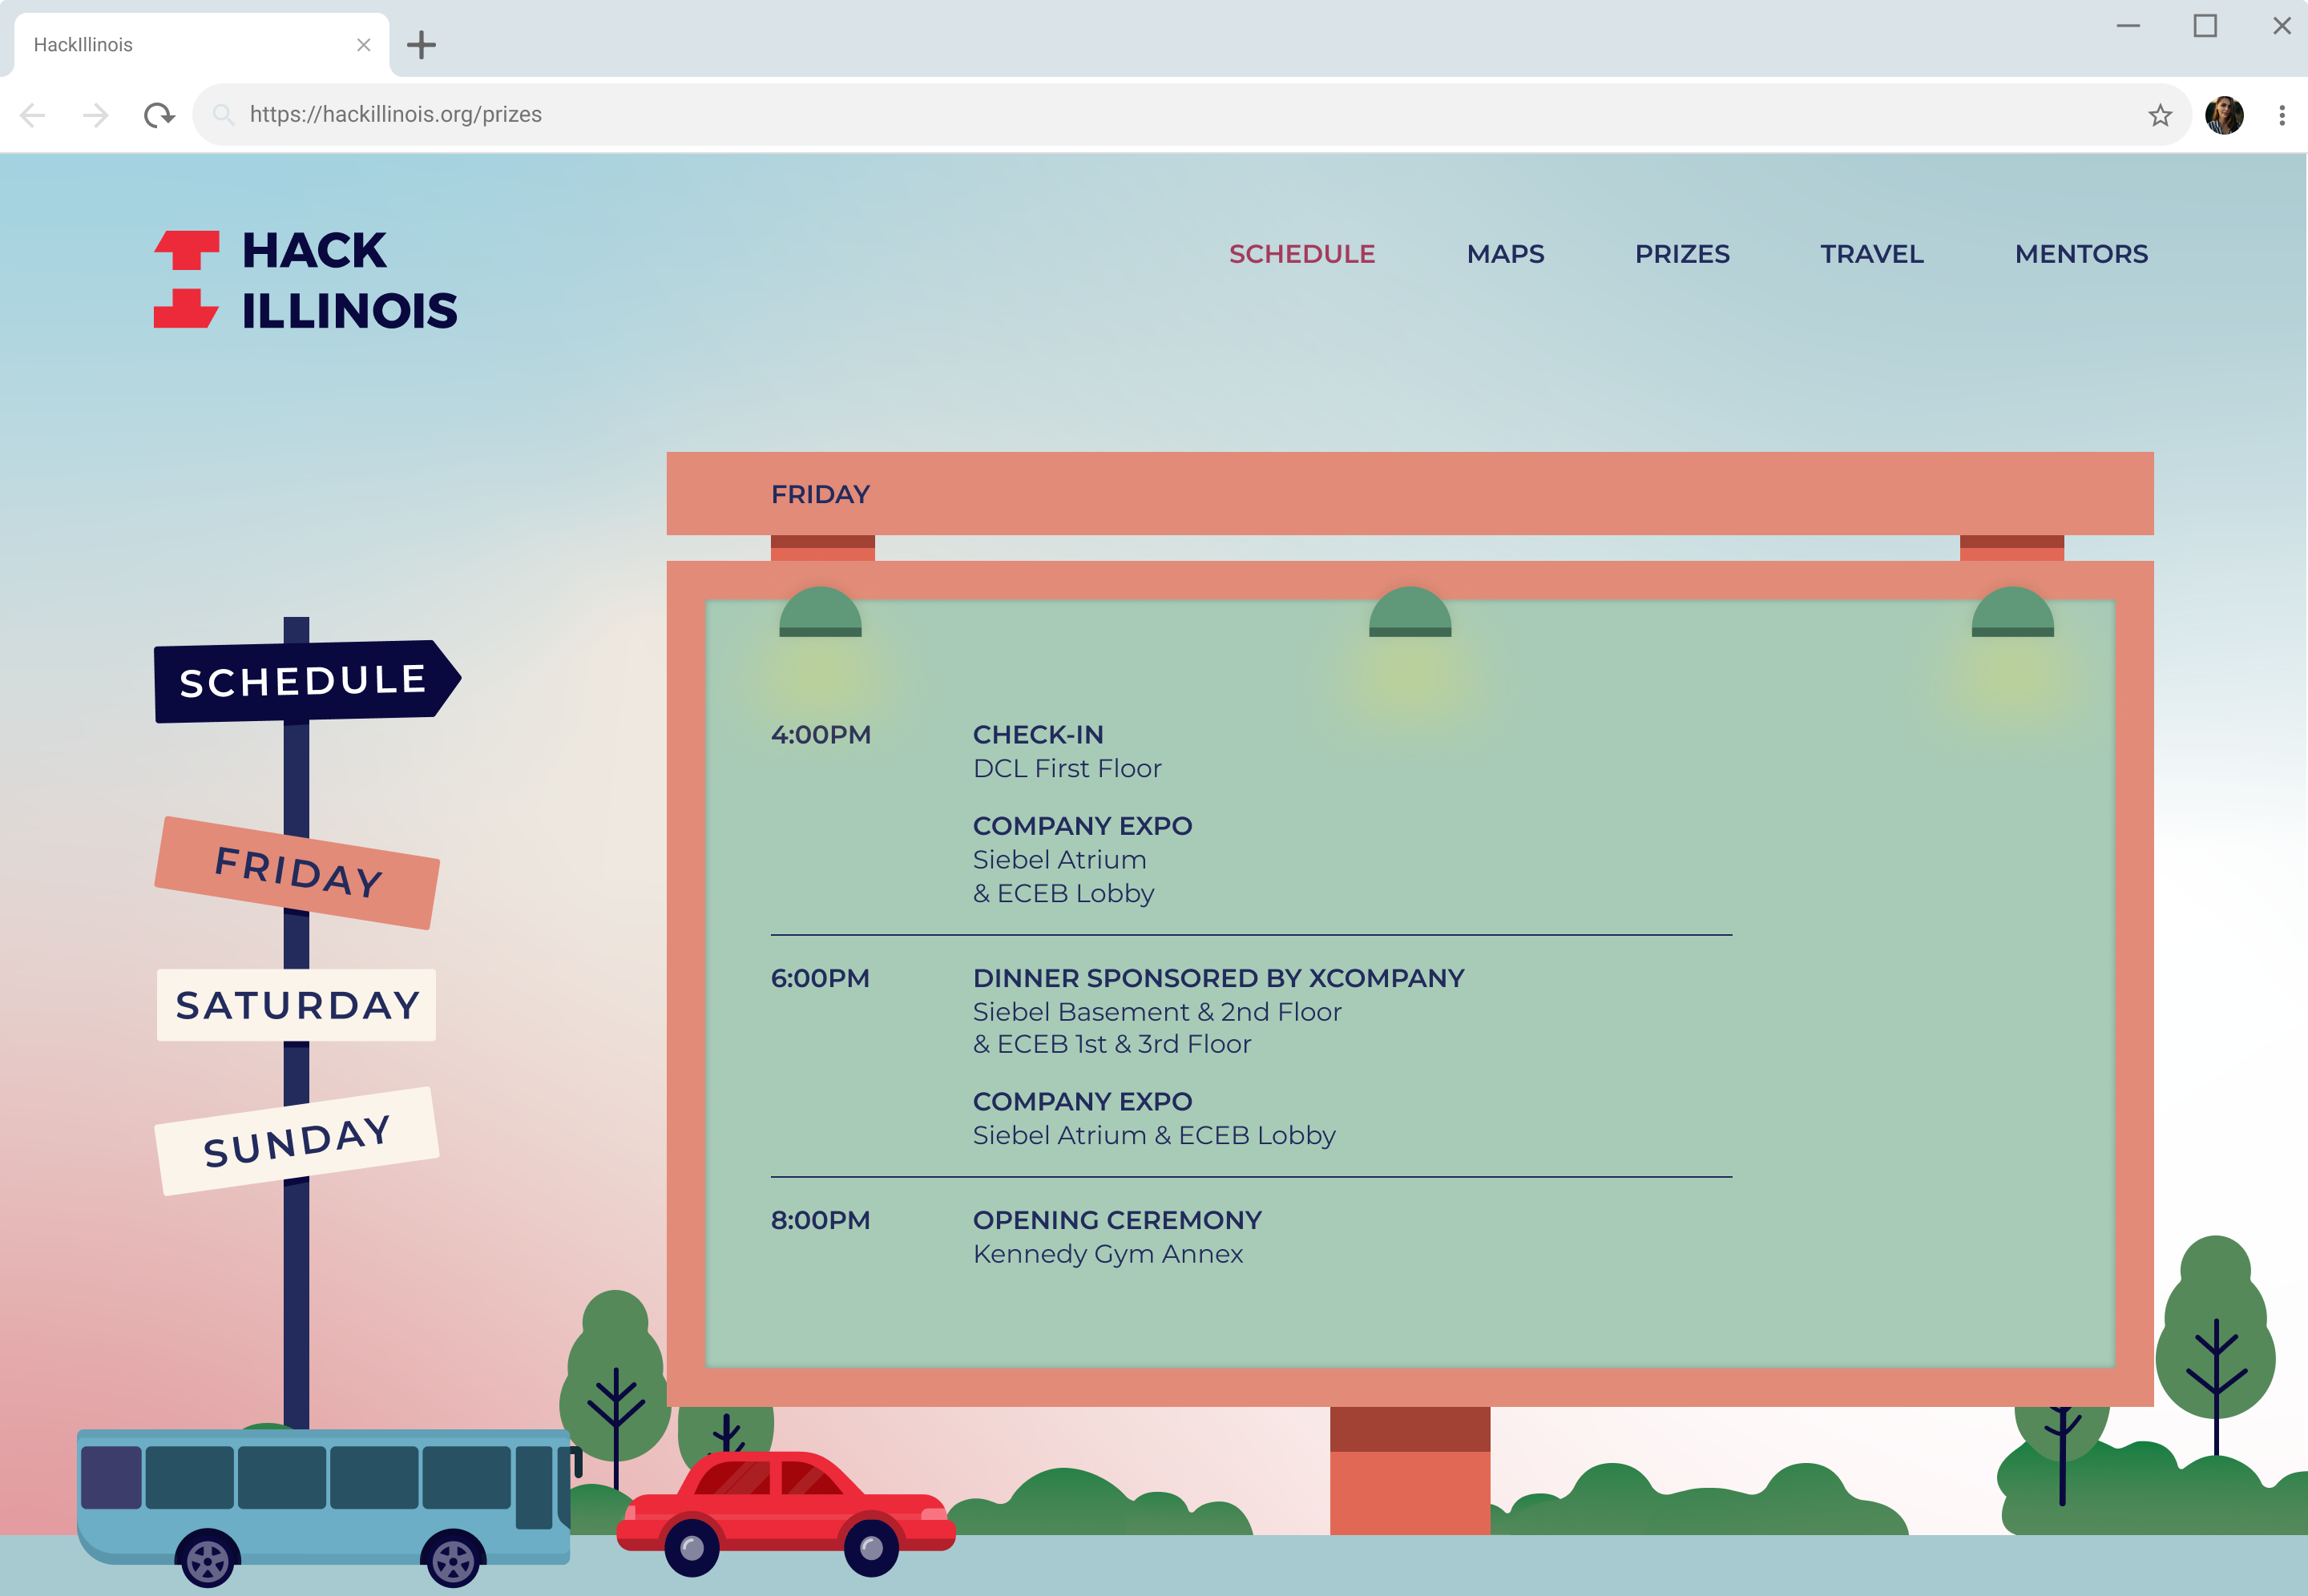 HackIllinois
https://hackillinois.org/prizes
HACK
ILLINOIS
SCHEDULE MAPS PRIZES TRAVEL MENTORS
SCHEDULE
FRIDAY
SATURDAY
SUNDAY
FRIDAY
4:00PM CHECK-IN
DCL First Floor
COMPANY EXPO
Siebel Atrium
& ECEB Lobby
6:00PM DINNER SPONSORED BY XCOMPANY
Siebel Basement & 2nd Floor
& ECEB 1st & 3rd Floor
COMPANY EXPO
Siebel Atrium & ECEB Lobby
8:00PM OPENING CEREMONY
Kennedy Gym Annex